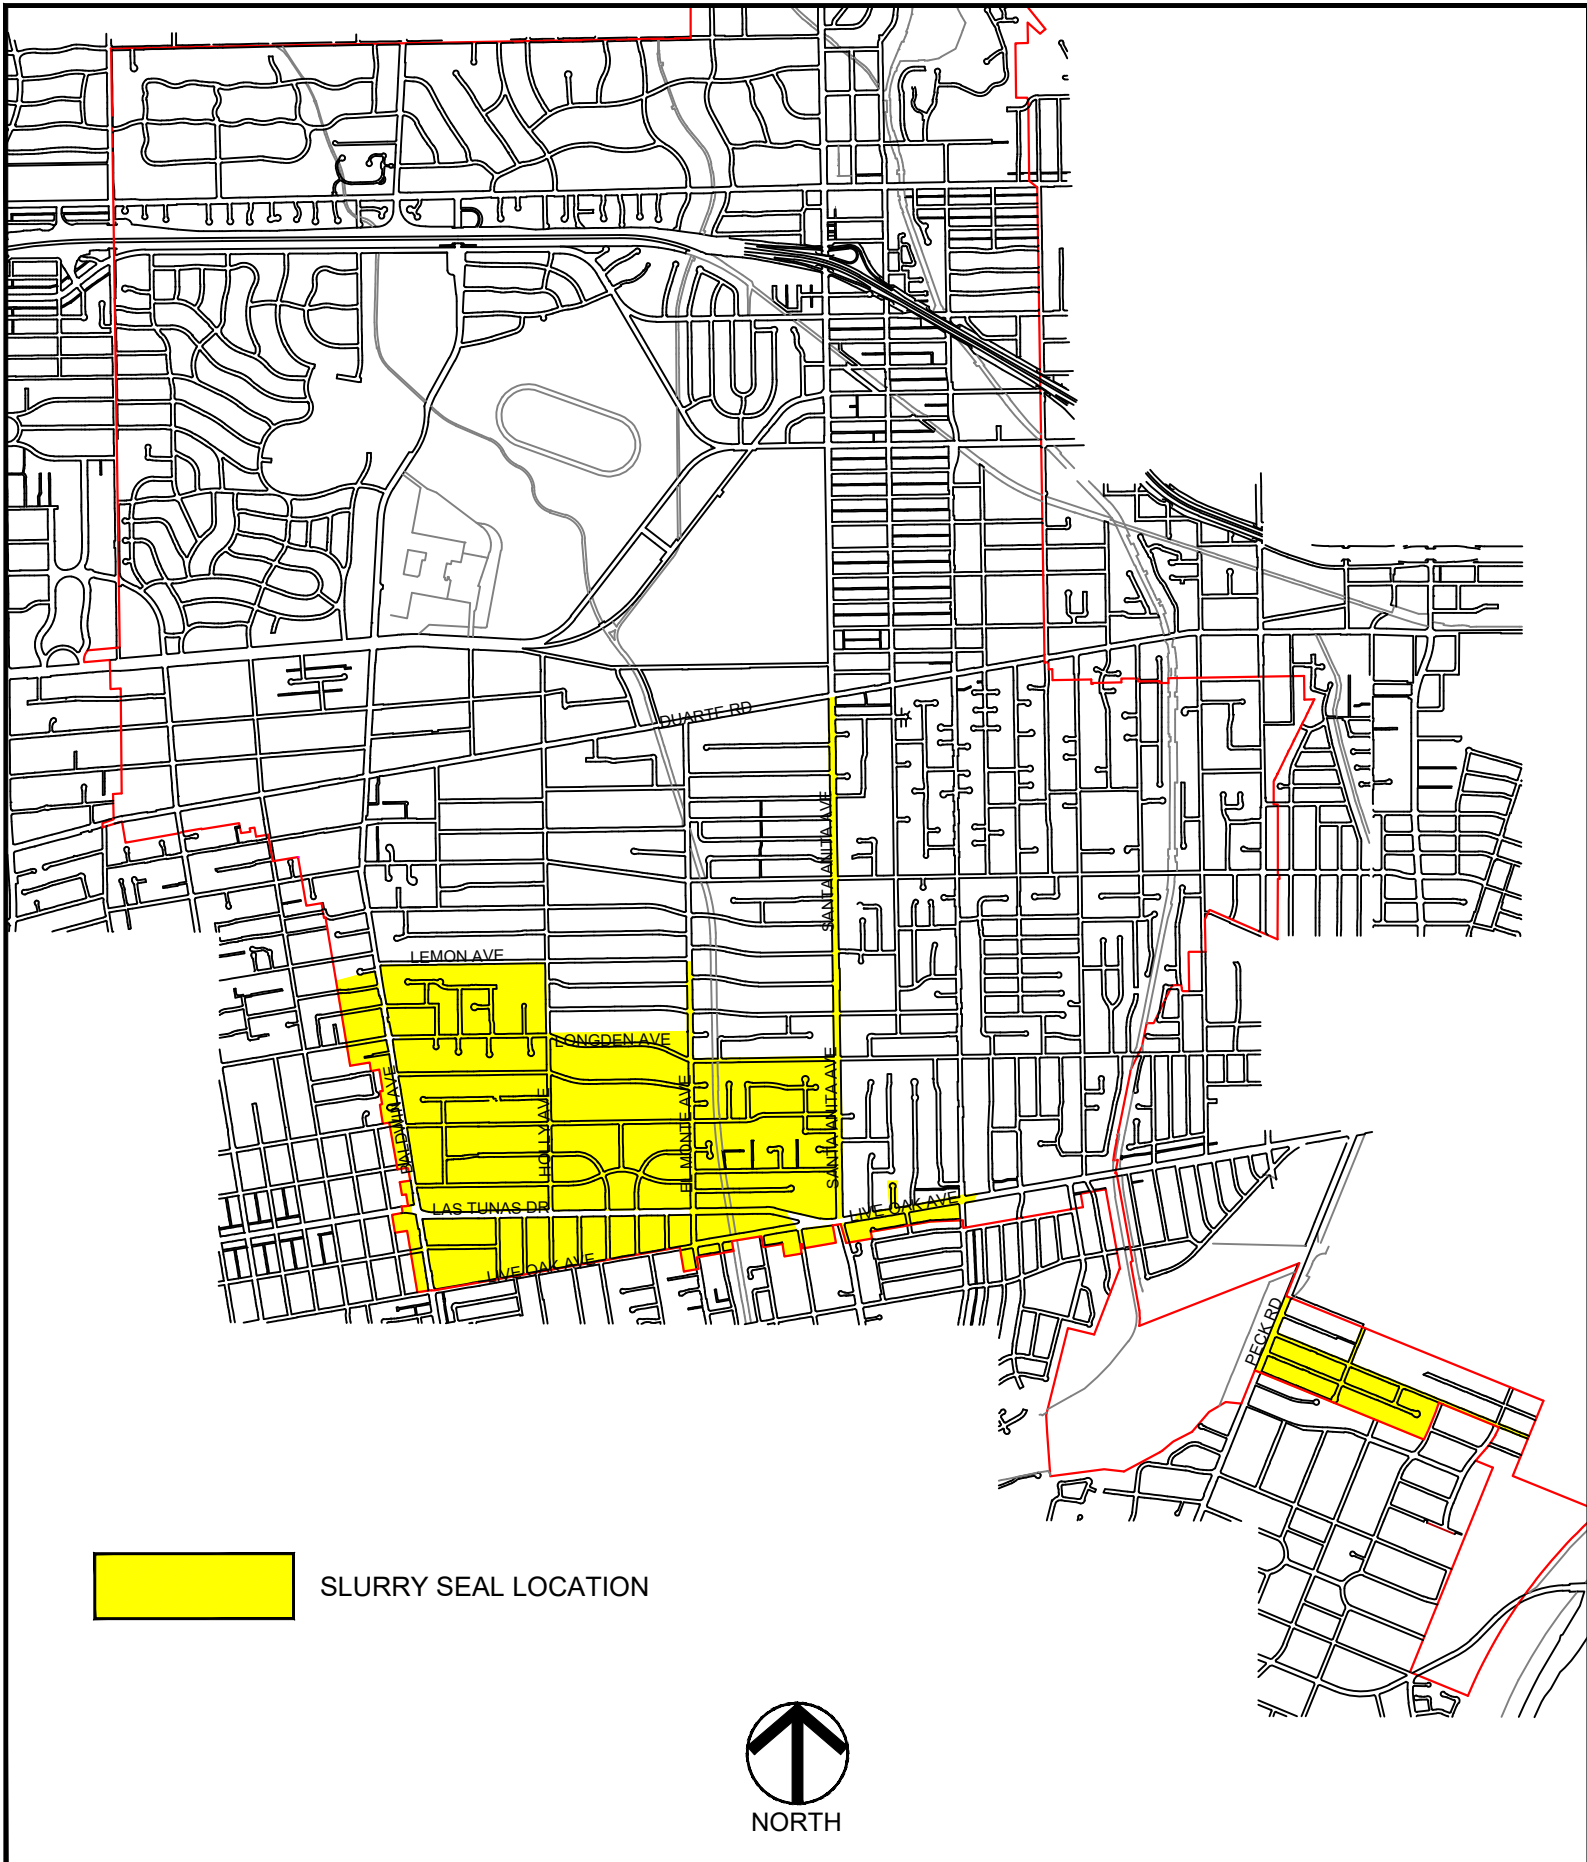 DUARTE RD
SANTA ANITA AVE
LEMON AVE
LONGDEN AVE
BALDWIN AVE
HOLLY AVE
EL MONTE AVE
SANTA ANITA AVE
LAS TUNAS DR
LIVE OAK AVE
LIVE OAK AVE
PECK RD
SLURRY SEAL LOCATION
NORTH